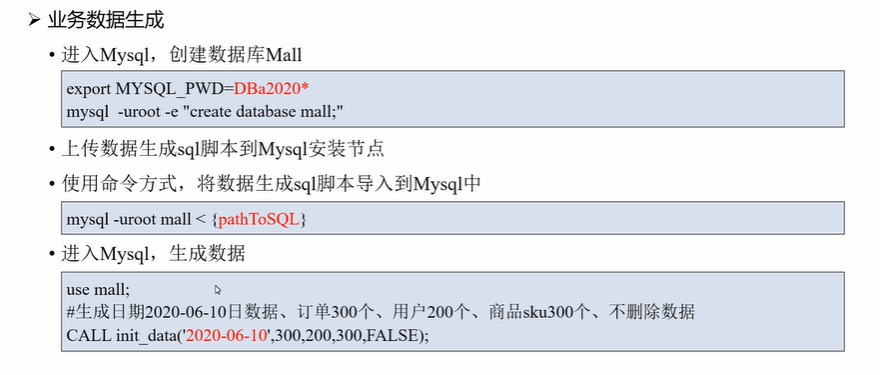 ➢ 业务数据生成
• 进入Mysql，创建数据库Mall
export MYSQL_PWD=DBa2020*
mysql -uroot -e "create database mall;"
• 上传数据生成sql脚本到Mysql安装节点
• 使用命令方式，将数据生成sql脚本导入到Mysql中
mysql -uroot mall < {pathToSQL}
• 进入Mysql，生成数据
use mall;
#生成日期2020-06-10日数据、订单300个、用户200个、商品sku300个、不删除数据
CALL init_data('2020-06-10',300,200,300,FALSE);